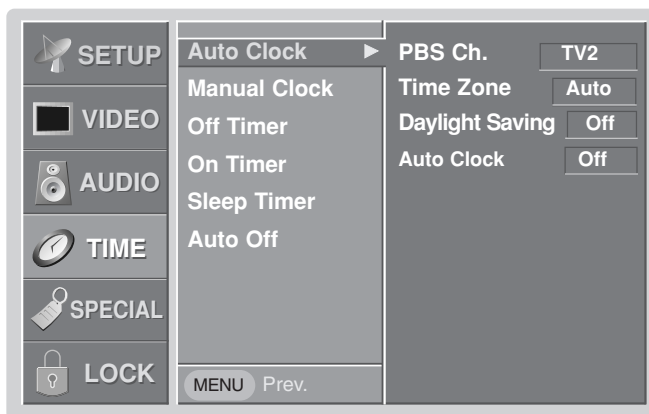 SETUP
VIDEO
AUDIO
TIME
SPECIAL
LOCK
Auto Clock ►
Manual Clock
Off Timer
On Timer
Sleep Timer
Auto Off
MENU Prev.
PBS Ch. TV2
Time Zone Auto
Daylight Saving Off
Auto Clock Off